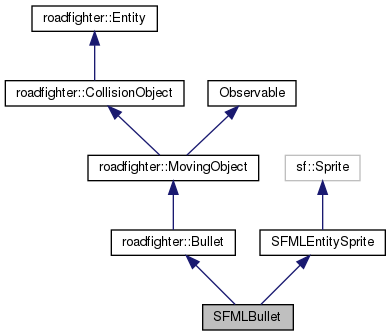 roadfighter::Entity
roadfighter::CollisionObject
Observable
roadfighter::MovingObject
sf::Sprite
roadfighter::Bullet
SFMLEntitySprite
SFMLBullet